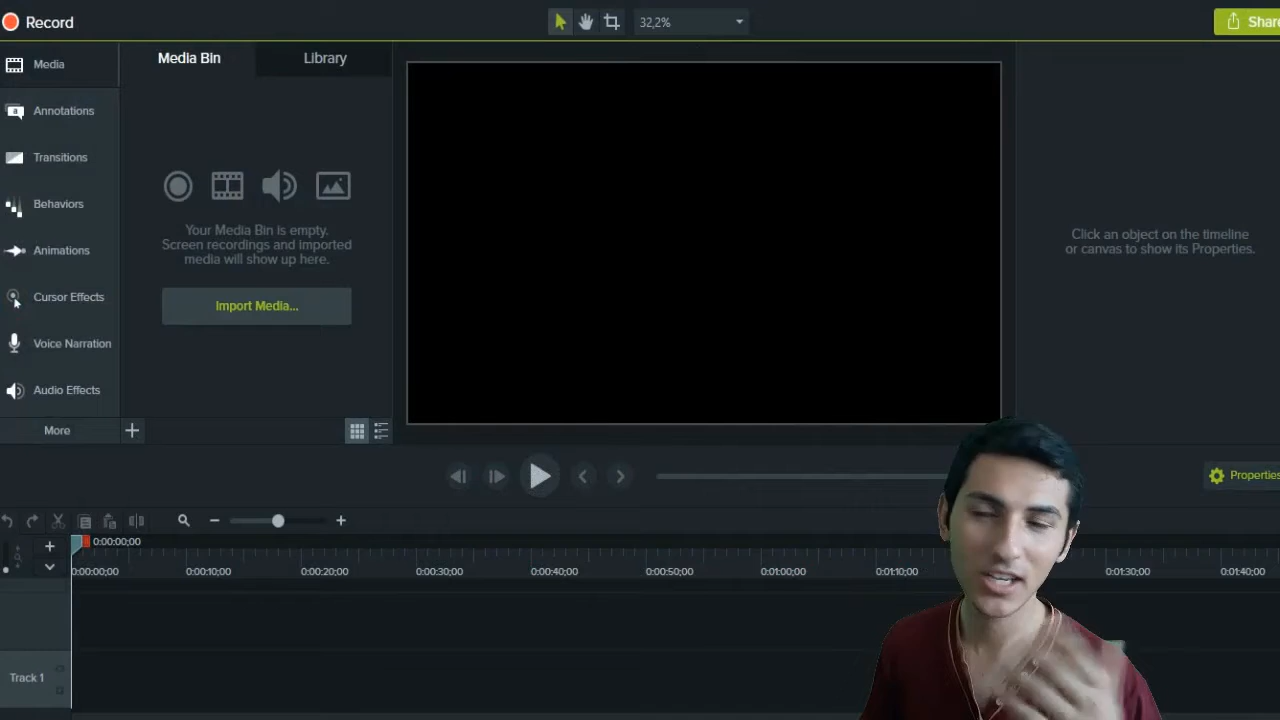 Record
32,2%
Share
Media
Media Bin
Library
Annotations
Transitions
Behaviors
Animations
Cursor Effects
Voice Narration
Audio Effects
More
Your Media Bin is empty.
Screen recordings and imported
media will show up here.
Import Media...
Click an object on the timeline
or canvas to show its Properties.
Properties
0:00:00;00
0:00:00;00
0:00:10;00
0:00:20;00
0:00:30;00
0:00:40;00
0:00:50;00
0:01:00;00
0:01:10;00
0:01:30;00
0:01:40;00
Track 1